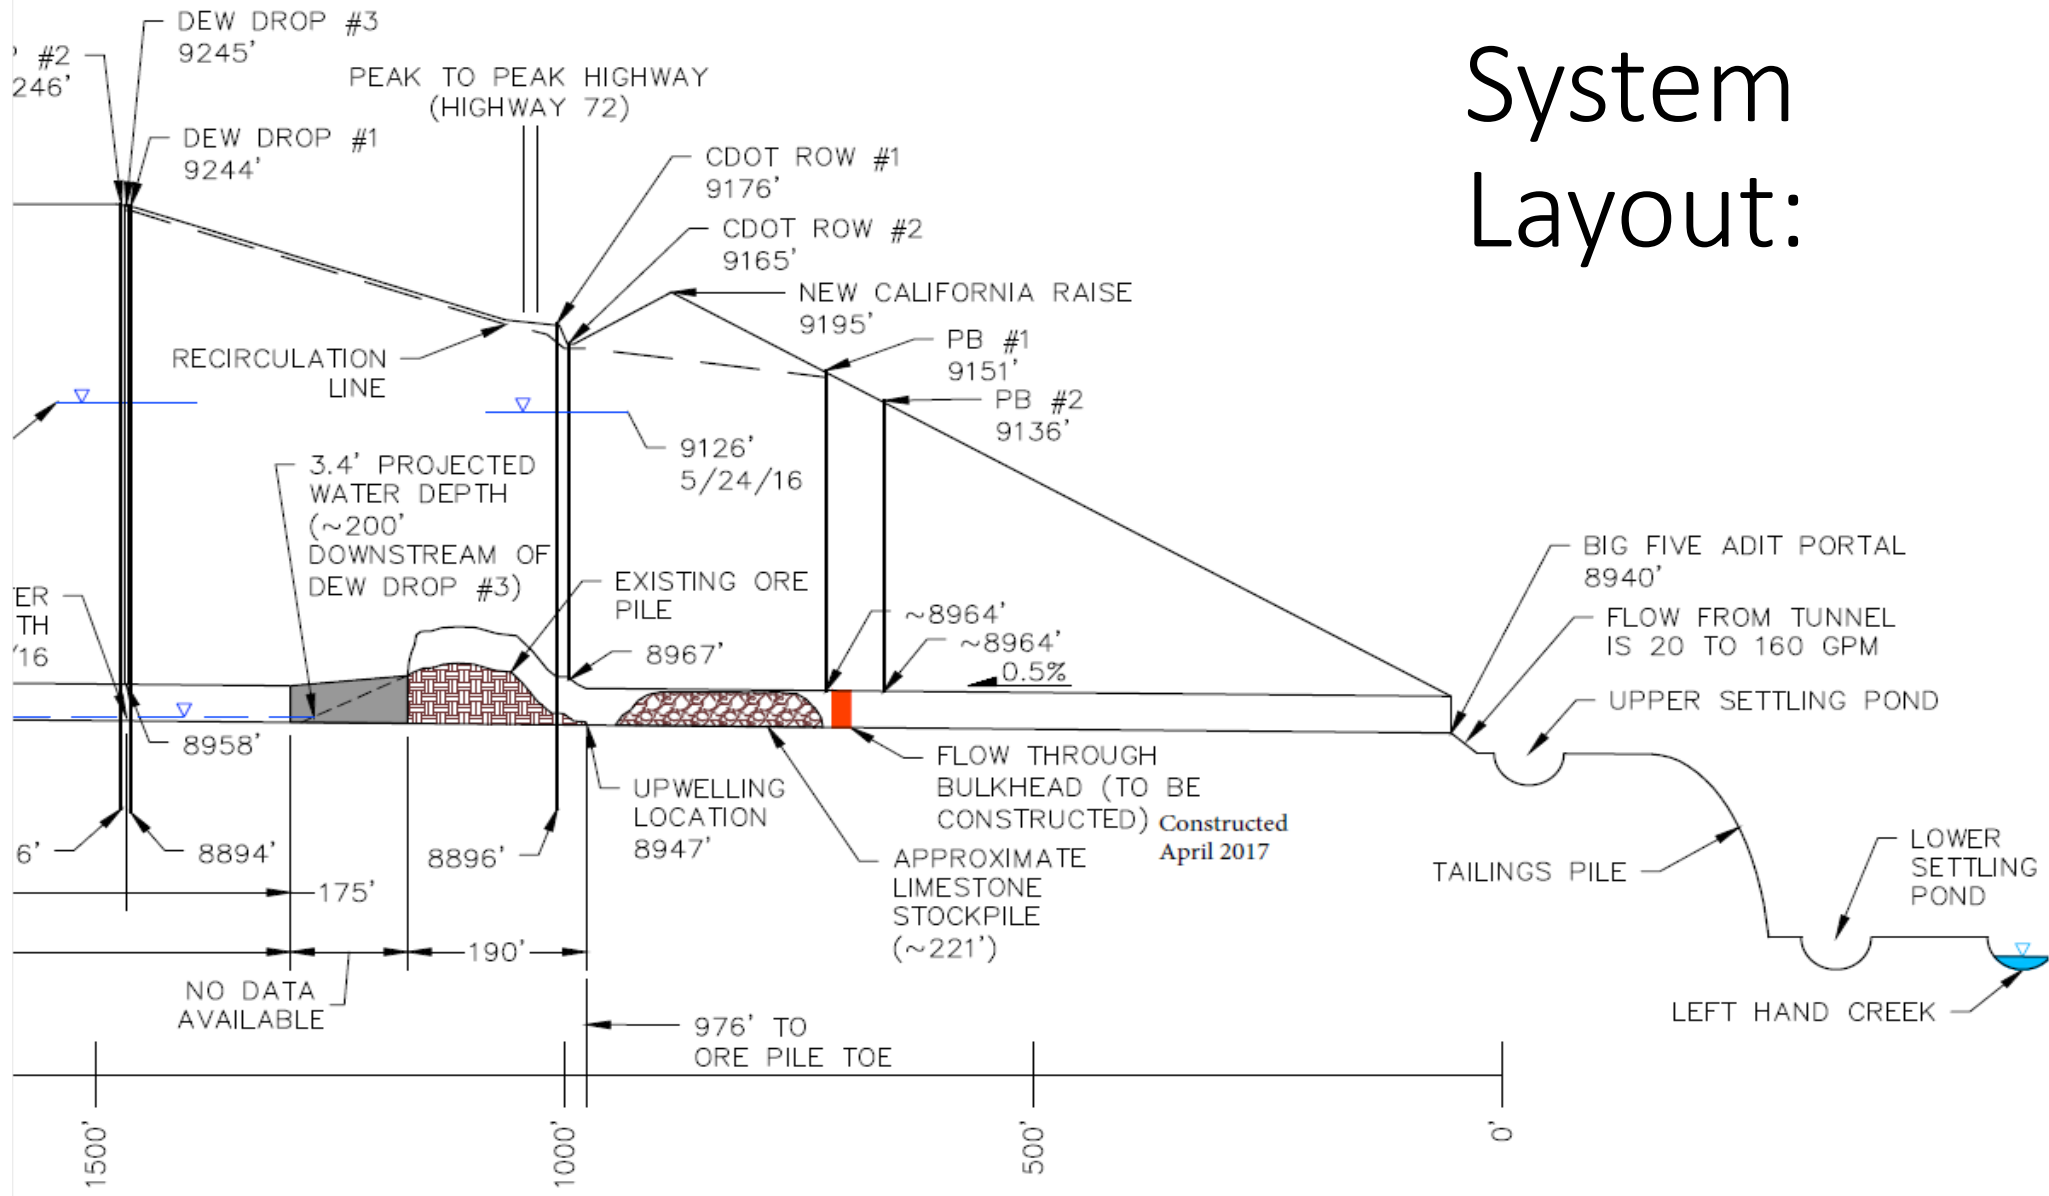 System
Layout:
DEW DROP #3
9245'
#2
246'
PEAK TO PEAK HIGHWAY
(HIGHWAY 72)
DEW DROP #1
9244'
CDOT ROW #1
9176'
CDOT ROW #2
9165'
NEW CALIFORNIA RAISE
9195'
PB #1
9151'
RECIRCULATION
LINE
PB #2
9136'
9126'
5/24/16
3.4' PROJECTED
WATER DEPTH
(~200'
DOWNSTREAM OF
DEW DROP #3)
EXISTING ORE
PILE
BIG FIVE ADIT PORTAL
8940'
FLOW FROM TUNNEL
IS 20 TO 160 GPM
TER
TH
/16
~8964'
~8964'
8967'
0.5%
UPPER SETTLING POND
8958'
FLOW THROUGH
BULKHEAD (TO BE
CONSTRUCTED)
Constructed
April 2017
UPWELLING
LOCATION
8947'
6'
8894'
8896'
APPROXIMATE
LIMESTONE
STOCKPILE
(~221')
TAILINGS PILE
LOWER
SETTLING
POND
175'
190'
NO DATA
AVAILABLE
LEFT HAND CREEK
976' TO
ORE PILE TOE
1500'
1000'
500'
0'